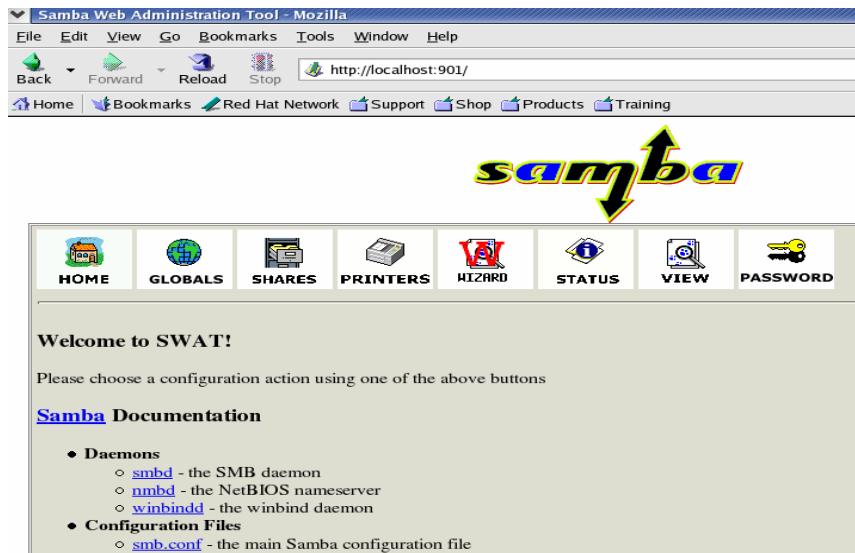 Samba Web Administration Tool - Mozilla
File Edit View Go Bookmarks Tools Window Help
Back Forward Reload Stop http://localhost:901/
Home Bookmarks Red Hat Network Support Shop Products Training
samba
HOME GLOBALS SHARES PRINTERS WIZARD STATUS VIEW PASSWORD
Welcome to SWAT!
Please choose a configuration action using one of the above buttons
Samba Documentation
Daemons
smbd - the SMB daemon
nmbd - the NetBIOS nameserver
winbindd - the winbind daemon
Configuration Files
smb.conf - the main Samba configuration file